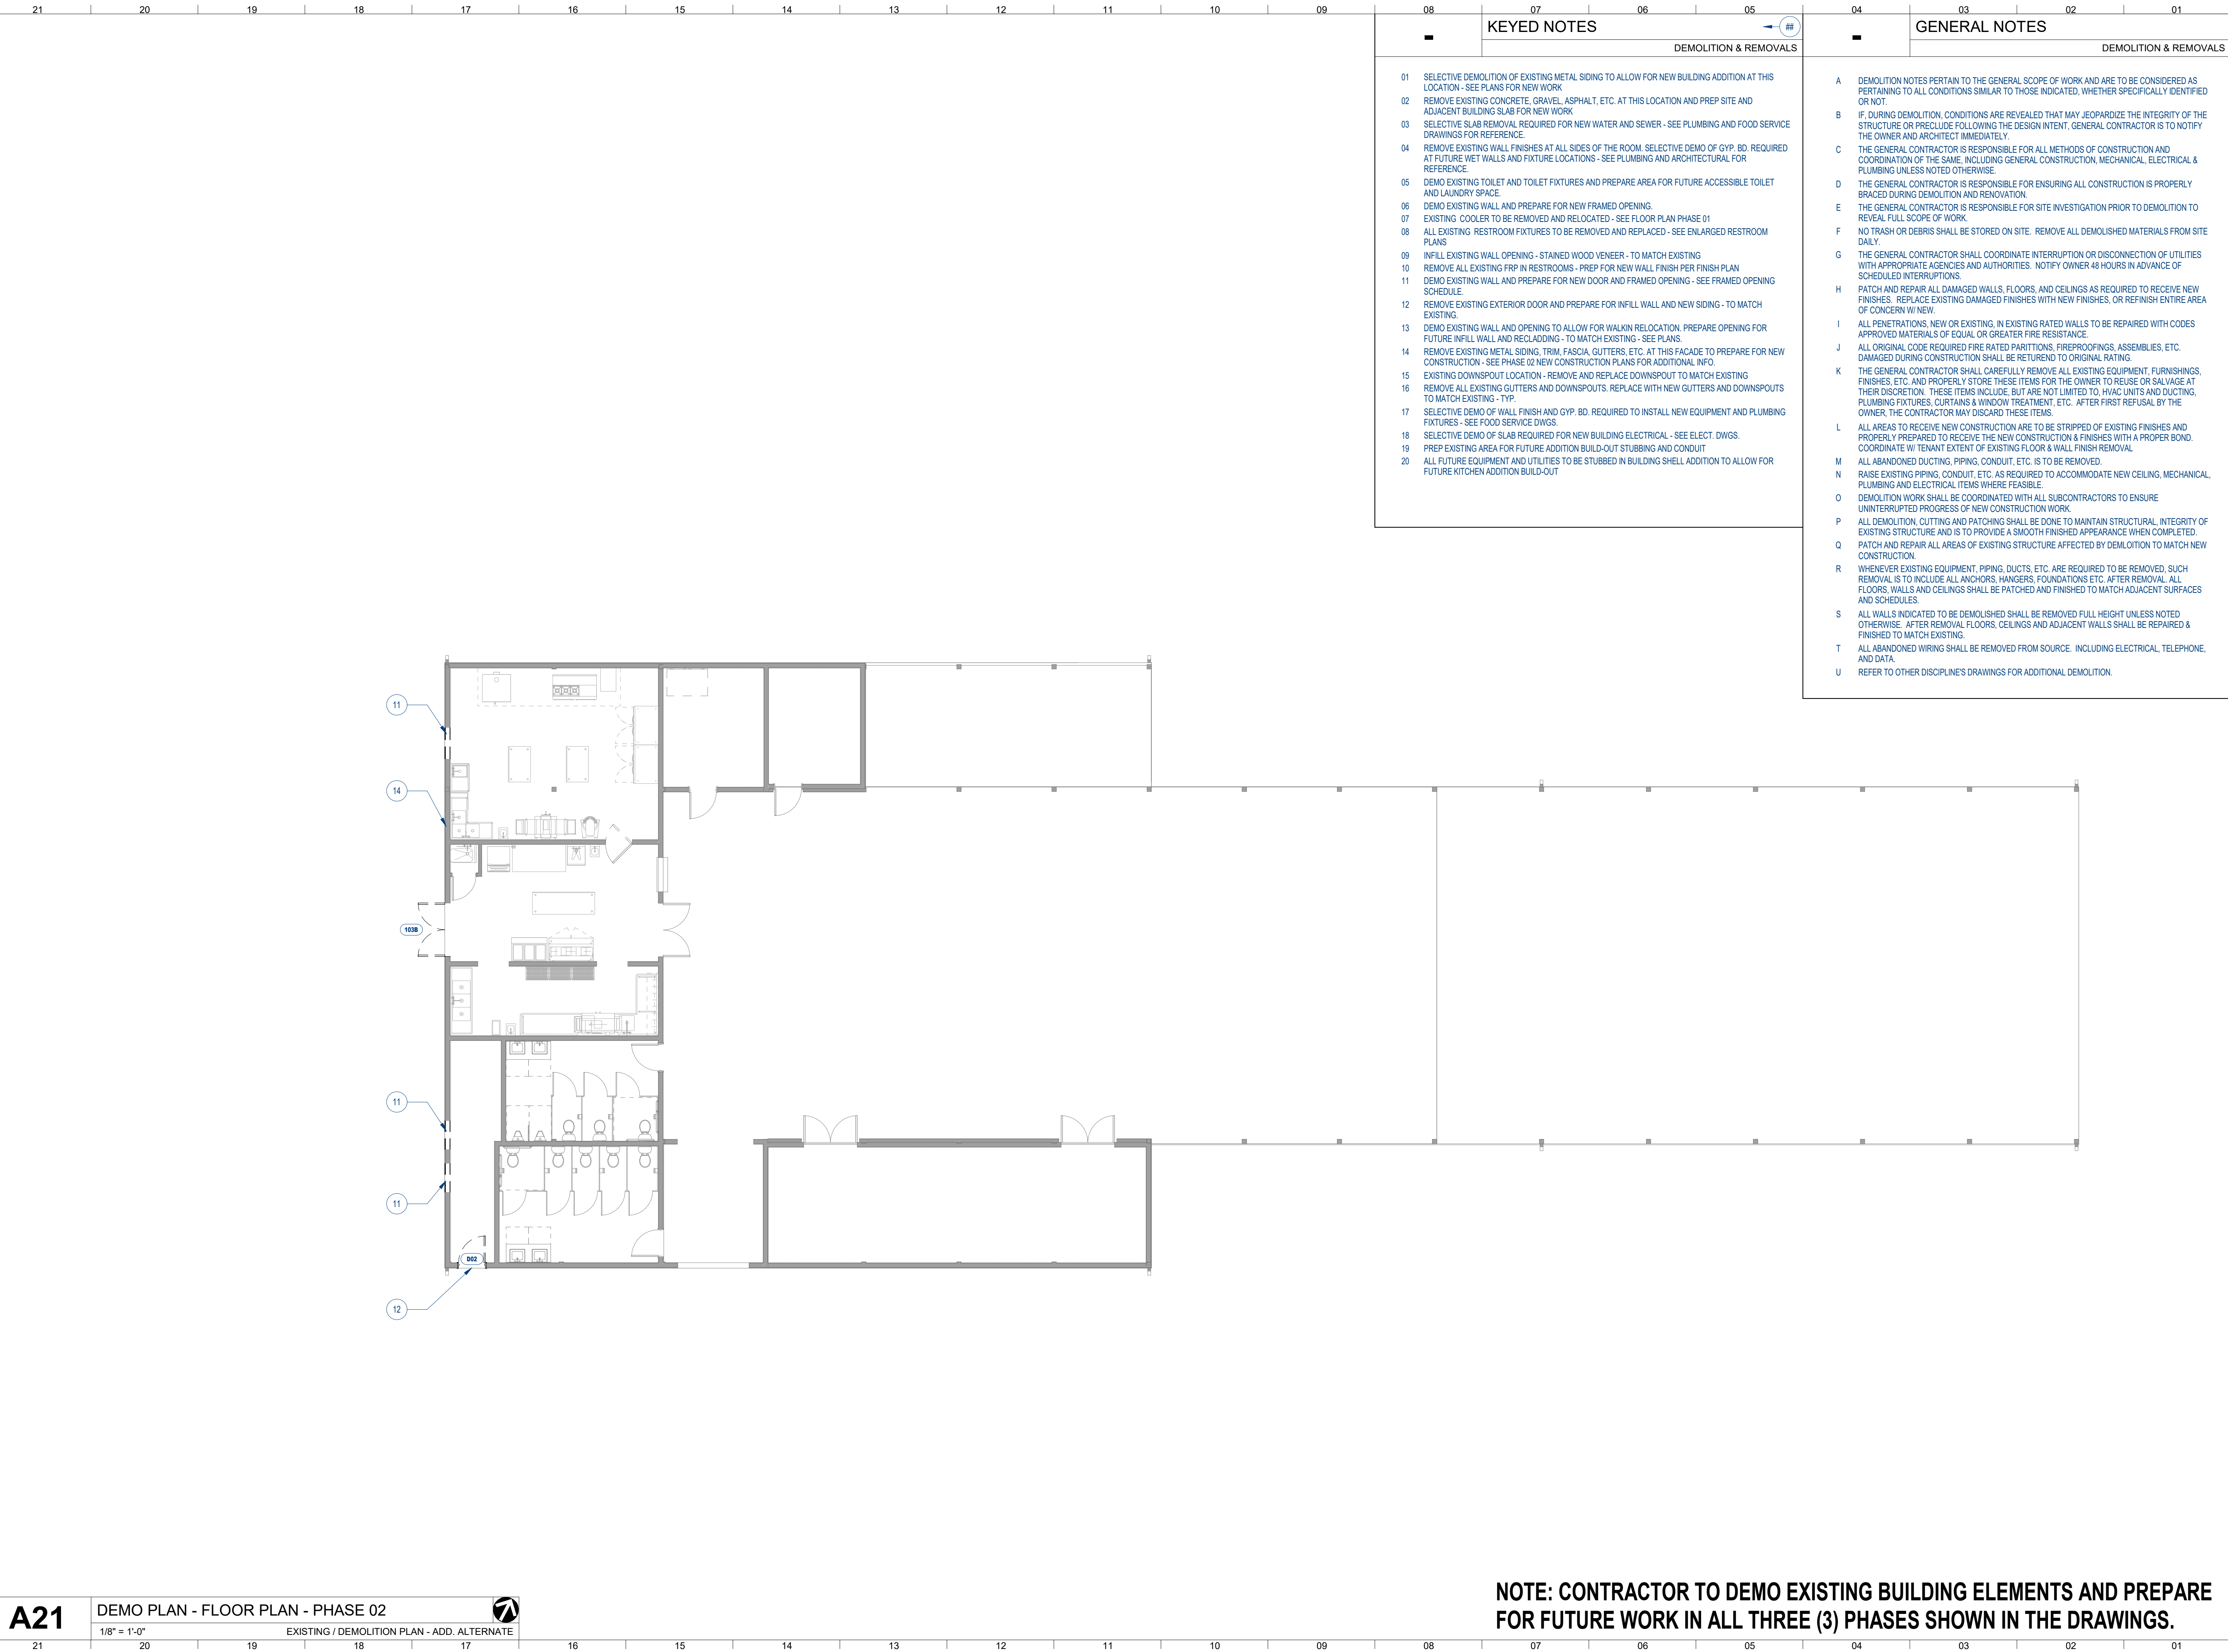 21 20 19 18 17 16 15 14 13 12 11 10 09 08 07 06 05 04 03 02 01
-
KEYED NOTES
##
DEMOLITION & REMOVALS
01 SELECTIVE DEMOLITION OF EXISTING METAL SIDING TO ALLOW FOR NEW BUILDING ADDITION AT THIS
LOCATION - SEE PLANS FOR NEW WORK
02 REMOVE EXISTING CONCRETE, GRAVEL, ASPHALT, ETC. AT THIS LOCATION AND PREP SITE AND
ADJACENT BUILDING SLAB FOR NEW WORK
03 SELECTIVE SLAB REMOVAL REQUIRED FOR NEW WATER AND SEWER - SEE PLUMBING AND FOOD SERVICE
DRAWINGS FOR REFERENCE.
04 REMOVE EXISTING WALL FINISHES AT ALL SIDES OF THE ROOM. SELECTIVE DEMO OF GYP. BD. REQUIRED
AT FUTURE WET WALLS AND FIXTURE LOCATIONS - SEE PLUMBING AND ARCHITECTURAL FOR
REFERENCE.
05 DEMO EXISTING TOILET AND TOILET FIXTURES AND PREPARE AREA FOR FUTURE ACCESSIBLE TOILET
AND LAUNDRY SPACE.
06 DEMO EXISTING WALL AND PREPARE FOR NEW FRAMED OPENING.
07 EXISTING COOLER TO BE REMOVED AND RELOCATED - SEE FLOOR PLAN PHASE 01
08 ALL EXISTING RESTROOM FIXTURES TO BE REMOVED AND REPLACED - SEE ENLARGED RESTROOM
PLANS
09 INFILL EXISTING WALL OPENING - STAINED WOOD VENEER - TO MATCH EXISTING
10 REMOVE ALL EXISTING FRP IN RESTROOMS - PREP FOR NEW WALL FINISH PER FINISH PLAN
11 DEMO EXISTING WALL AND PREPARE FOR NEW DOOR AND FRAMED OPENING - SEE FRAMED OPENING
SCHEDULE.
12 REMOVE EXISTING EXTERIOR DOOR AND PREPARE FOR INFILL WALL AND NEW SIDING - TO MATCH
EXISTING.
13 DEMO EXISTING WALL AND OPENING TO ALLOW FOR WALKIN RELOCATION. PREPARE OPENING FOR
FUTURE INFILL WALL AND RECLADDING - TO MATCH EXISTING - SEE PLANS.
14 REMOVE EXISTING METAL SIDING, TRIM, FASCIA, GUTTERS, ETC. AT THIS FACADE TO PREPARE FOR NEW
CONSTRUCTION - SEE PHASE 02 NEW CONSTRUCTION PLANS FOR ADDITIONAL INFO.
15 EXISTING DOWNSPOUT LOCATION - REMOVE AND REPLACE DOWNSPOUT TO MATCH EXISTING
16 REMOVE ALL EXISTING GUTTERS AND DOWNSPOUTS. REPLACE WITH NEW GUTTERS AND DOWNSPOUTS
TO MATCH EXISTING - TYP.
17 SELECTIVE DEMO OF WALL FINISH AND GYP. BD. REQUIRED TO INSTALL NEW EQUIPMENT AND PLUMBING
FIXTURES - SEE FOOD SERVICE DWGS.
18 SELECTIVE DEMO OF SLAB REQUIRED FOR NEW BUILDING ELECTRICAL - SEE ELECT. DWGS.
19 PREP EXISTING AREA FOR FUTURE ADDITION BUILD-OUT STUBBING AND CONDUIT
20 ALL FUTURE EQUIPMENT AND UTILITIES TO BE STUBBED IN BUILDING SHELL ADDITION TO ALLOW FOR
FUTURE KITCHEN ADDITION BUILD-OUT
-
GENERAL NOTES
DEMOLITION & REMOVALS
A DEMOLITION NOTES PERTAIN TO THE GENERAL SCOPE OF WORK AND ARE TO BE CONSIDERED AS
PERTAINING TO ALL CONDITIONS SIMILAR TO THOSE INDICATED, WHETHER SPECIFICALLY IDENTIFIED
OR NOT.
B IF, DURING DEMOLITION, CONDITIONS ARE REVEALED THAT MAY JEOPARDIZE THE INTEGRITY OF THE
STRUCTURE OR PRECLUDE FOLLOWING THE DESIGN INTENT, GENERAL CONTRACTOR IS TO NOTIFY
THE OWNER AND ARCHITECT IMMEDIATELY.
C THE GENERAL CONTRACTOR IS RESPONSIBLE FOR ALL METHODS OF CONSTRUCTION AND
COORDINATION OF THE SAME, INCLUDING GENERAL CONSTRUCTION, MECHANICAL, ELECTRICAL &
PLUMBING UNLESS NOTED OTHERWISE.
D THE GENERAL CONTRACTOR IS RESPONSIBLE FOR ENSURING ALL CONSTRUCTION IS PROPERLY
BRACED DURING DEMOLITION AND RENOVATION.
E THE GENERAL CONTRACTOR IS RESPONSIBLE FOR SITE INVESTIGATION PRIOR TO DEMOLITION TO
REVEAL FULL SCOPE OF WORK.
F NO TRASH OR DEBRIS SHALL BE STORED ON SITE. REMOVE ALL DEMOLISHED MATERIALS FROM SITE
DAILY.
G THE GENERAL CONTRACTOR SHALL COORDINATE INTERRUPTION OR DISCONNECTION OF UTILITIES
WITH APPROPRIATE AGENCIES AND AUTHORITIES. NOTIFY OWNER 48 HOURS IN ADVANCE OF
SCHEDULED INTERRUPTIONS.
H PATCH AND REPAIR ALL DAMAGED WALLS, FLOORS, AND CEILINGS AS REQUIRED TO RECEIVE NEW
FINISHES. REPLACE EXISTING DAMAGED FINISHES WITH NEW FINISHES, OR REFINISH ENTIRE AREA
OF CONCERN W/ NEW.
I ALL PENETRATIONS, NEW OR EXISTING, IN EXISTING RATED WALLS TO BE REPAIRED WITH CODES
APPROVED MATERIALS OF EQUAL OR GREATER FIRE RESISTANCE.
J ALL ORIGINAL CODE REQUIRED FIRE RATED PARITTIONS, FIREPROOFINGS, ASSEMBLIES, ETC.
DAMAGED DURING CONSTRUCTION SHALL BE RETUREND TO ORIGINAL RATING.
K THE GENERAL CONTRACTOR SHALL CAREFULLY REMOVE ALL EXISTING EQUIPMENT, FURNISHINGS,
FINISHES, ETC. AND PROPERLY STORE THESE ITEMS FOR THE OWNER TO REUSE OR SALVAGE AT
THEIR DISCRETION. THESE ITEMS INCLUDE, BUT ARE NOT LIMITED TO, HVAC UNITS AND DUCTING,
PLUMBING FIXTURES, CURTAINS & WINDOW TREATMENT, ETC. AFTER FIRST REFUSAL BY THE
OWNER, THE CONTRACTOR MAY DISCARD THESE ITEMS.
L ALL AREAS TO RECEIVE NEW CONSTRUCTION ARE TO BE STRIPPED OF EXISTING FINISHES AND
PROPERLY PREPARED TO RECEIVE THE NEW CONSTRUCTION & FINISHES WITH A PROPER BOND.
COORDINATE W/ TENANT EXTENT OF EXISTING FLOOR & WALL FINISH REMOVAL
M ALL ABANDONED DUCTING, PIPING, CONDUIT, ETC. IS TO BE REMOVED.
N RAISE EXISTING PIPING, CONDUIT, ETC. AS REQUIRED TO ACCOMMODATE NEW CEILING, MECHANICAL,
PLUMBING AND ELECTRICAL ITEMS WHERE FEASIBLE.
O DEMOLITION WORK SHALL BE COORDINATED WITH ALL SUBCONTRACTORS TO ENSURE
UNINTERRUPTED PROGRESS OF NEW CONSTRUCTION WORK.
P ALL DEMOLITION, CUTTING AND PATCHING SHALL BE DONE TO MAINTAIN STRUCTURAL, INTEGRITY OF
EXISTING STRUCTURE AND IS TO PROVIDE A SMOOTH FINISHED APPEARANCE WHEN COMPLETED.
Q PATCH AND REPAIR ALL AREAS OF EXISTING STRUCTURE AFFECTED BY DEMLOITION TO MATCH NEW
CONSTRUCTION.
R WHENEVER EXISTING EQUIPMENT, PIPING, DUCTS, ETC. ARE REQUIRED TO BE REMOVED, SUCH
REMOVAL IS TO INCLUDE ALL ANCHORS, HANGERS, FOUNDATIONS ETC. AFTER REMOVAL. ALL
FLOORS, WALLS AND CEILINGS SHALL BE PATCHED AND FINISHED TO MATCH ADJACENT SURFACES
AND SCHEDULES.
S ALL WALLS INDICATED TO BE DEMOLISHED SHALL BE REMOVED FULL HEIGHT UNLESS NOTED
OTHERWISE. AFTER REMOVAL FLOORS, CEILINGS AND ADJACENT WALLS SHALL BE REPAIRED &
FINISHED TO MATCH EXISTING.
T ALL ABANDONED WIRING SHALL BE REMOVED FROM SOURCE. INCLUDING ELECTRICAL, TELEPHONE,
AND DATA.
U REFER TO OTHER DISCIPLINE'S DRAWINGS FOR ADDITIONAL DEMOLITION.
11
14
103B
11
11
D02
12
NOTE: CONTRACTOR TO DEMO EXISTING BUILDING ELEMENTS AND PREPARE
FOR FUTURE WORK IN ALL THREE (3) PHASES SHOWN IN THE DRAWINGS.
A21
DEMO PLAN - FLOOR PLAN - PHASE 02
1/8" = 1'-0"
EXISTING / DEMOLITION PLAN - ADD. ALTERNATE
21 20 19 18 17 16 15 14 13 12 11 10 09 08 07 06 05 04 03 02 01